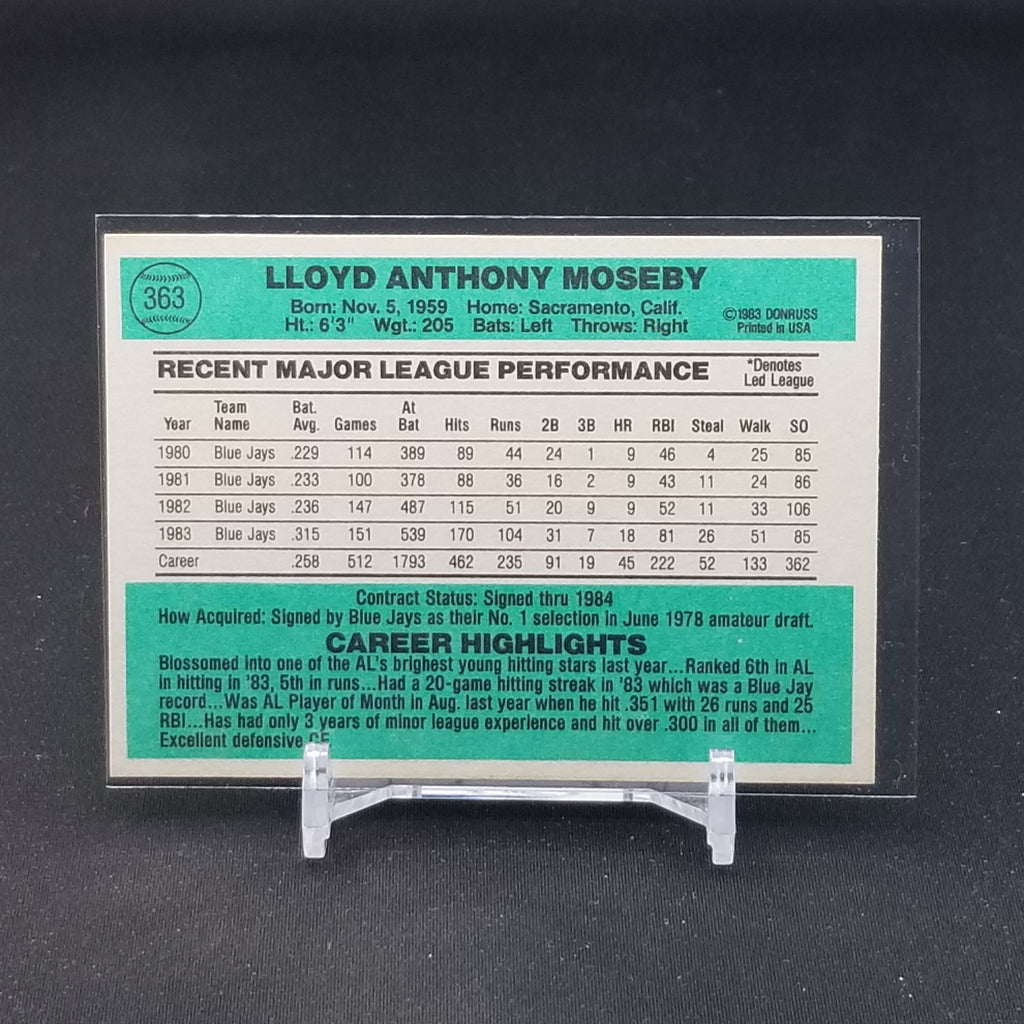 363
LLOYD ANTHONY MOSEBY
Born: Nov. 5, 1959 Home: Sacramento, Calif.
Ht.: 6'3" Wgt.: 205 Bats: Left Throws: Right
©1983 DONRUSS
Printed in USA
RECENT MAJOR LEAGUE PERFORMANCE
*Denotes
Led League
Year Team Name Bat. Avg. Games At Bat Hits Runs 2B 3B HR RBI Steal Walk SO
1980 Blue Jays .229 114 389 89 44 24 1 9 46 4 25 85
1981 Blue Jays .233 100 378 88 36 16 2 9 43 11 24 86
1982 Blue Jays .236 147 487 115 51 20 9 9 52 11 33 106
1983 Blue Jays .315 151 539 170 104 31 7 18 81 26 51 85
Career .258 512 1793 462 235 91 19 45 222 52 133 362
Contract Status: Signed thru 1984
How Acquired: Signed by Blue Jays as their No. 1 selection in June 1978 amateur draft.
CAREER HIGHLIGHTS
Blossomed into one of the AL's brighest young hitting stars last year...Ranked 6th in AL
in hitting in '83, 5th in runs...Had a 20-game hitting streak in '83 which was a Blue Jay
record...Was AL Player of Month in Aug. last year when he hit .351 with 26 runs and 25
RBI...Has had only 3 years of minor league experience and hit over .300 in all of them...
Excellent defensive CF